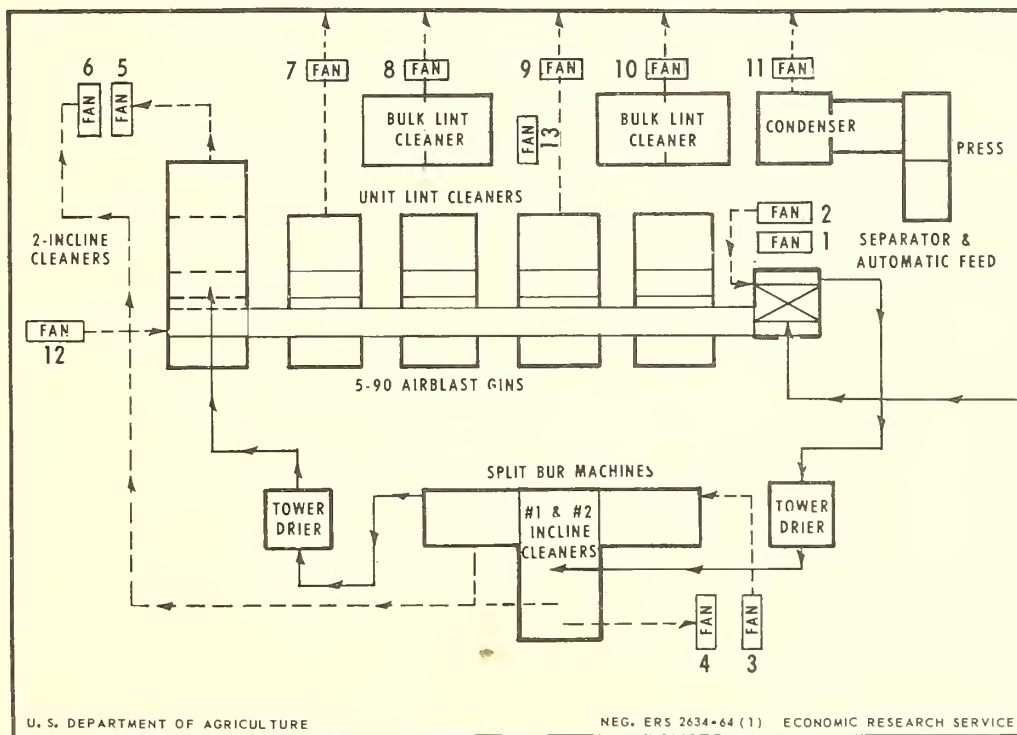 6 5
FAN
FAN
7 FAN
8 FAN
9 FAN
10 FAN
11 FAN
BULK LINT
CLEANER
FAN
13
BULK LINT
CLEANER
CONDENSER
PRESS
UNIT LINT CLEANERS
2-INCLINE
CLEANERS
FAN 2
FAN 1
SEPARATOR &
AUTOMATIC FEED
FAN
12
5-90 AIRBLAST GINS
SPLIT BUR MACHINES
TOWER
DRIER
#1 & #2
INCLINE
CLEANERS
TOWER
DRIER
FAN
FAN
4 3
U. S. DEPARTMENT OF AGRICULTURE
NEG. ERS 2634-64 (1) ECONOMIC RESEARCH SERVICE